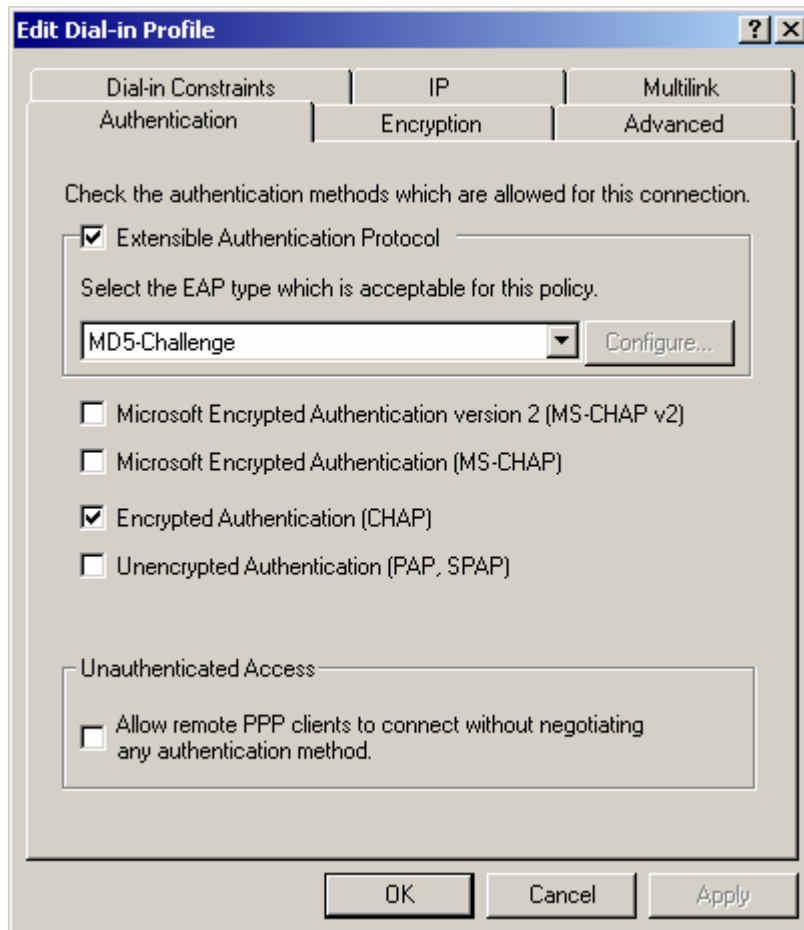 Edit Dial-in Profile
Dial-in Constraints
IP
Multilink
Authentication
Encryption
Advanced
Check the authentication methods which are allowed for this connection.
Extensible Authentication Protocol
Select the EAP type which is acceptable for this policy.
MD5-Challenge
Configure...
Microsoft Encrypted Authentication version 2 (MS-CHAP v2)
Microsoft Encrypted Authentication (MS-CHAP)
Encrypted Authentication (CHAP)
Unencrypted Authentication (PAP, SPAP)
Unauthenticated Access
Allow remote PPP clients to connect without negotiating
any authentication method.
OK
Cancel
Apply